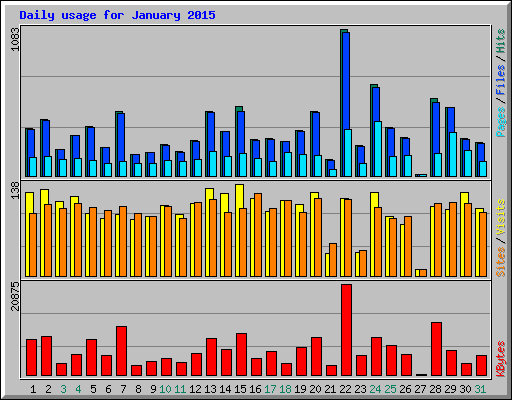 Daily usage for January 2015
1083
Pages / Files / Hits
138
Sites / Visits
20875
KBytes
1 2 3 4 5 6 7 8 9 10 11 12 13 14 15 16 17 18 19 20 21 22 23 24 25 26 27 28 29 30 31